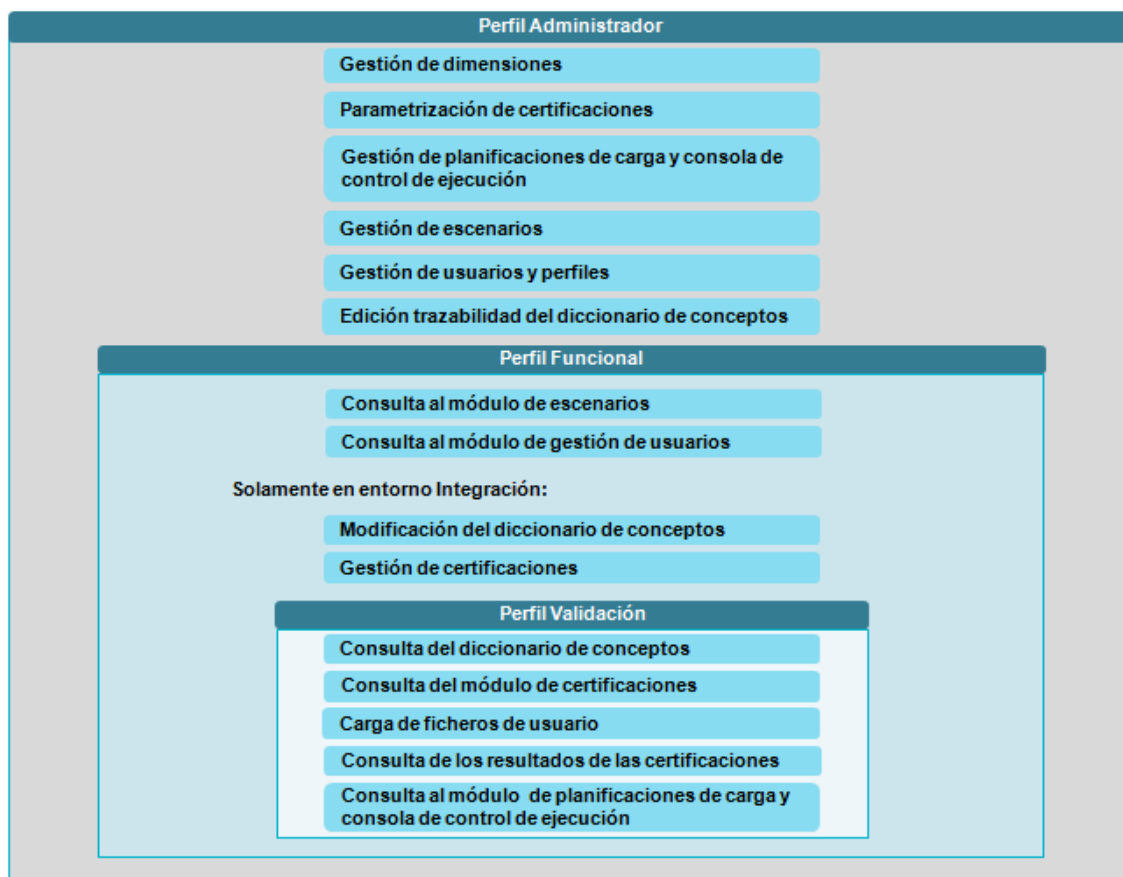 Perfil Administrador
Gestión de dimensiones
Parametrización de certificaciones
Gestión de planificaciones de carga y consola de
control de ejecución
Gestión de escenarios
Gestión de usuarios y perfiles
Edición trazabilidad del diccionario de conceptos
Perfil Funcional
Consulta al módulo de escenarios
Consulta al módulo de gestión de usuarios
Solamente en entorno Integración:
Modificación del diccionario de conceptos
Gestión de certificaciones
Perfil Validación
Consulta del diccionario de conceptos
Consulta del módulo de certificaciones
Carga de ficheros de usuario
Consulta de los resultados de las certificaciones
Consulta al módulo de planificaciones de carga y
consola de control de ejecución